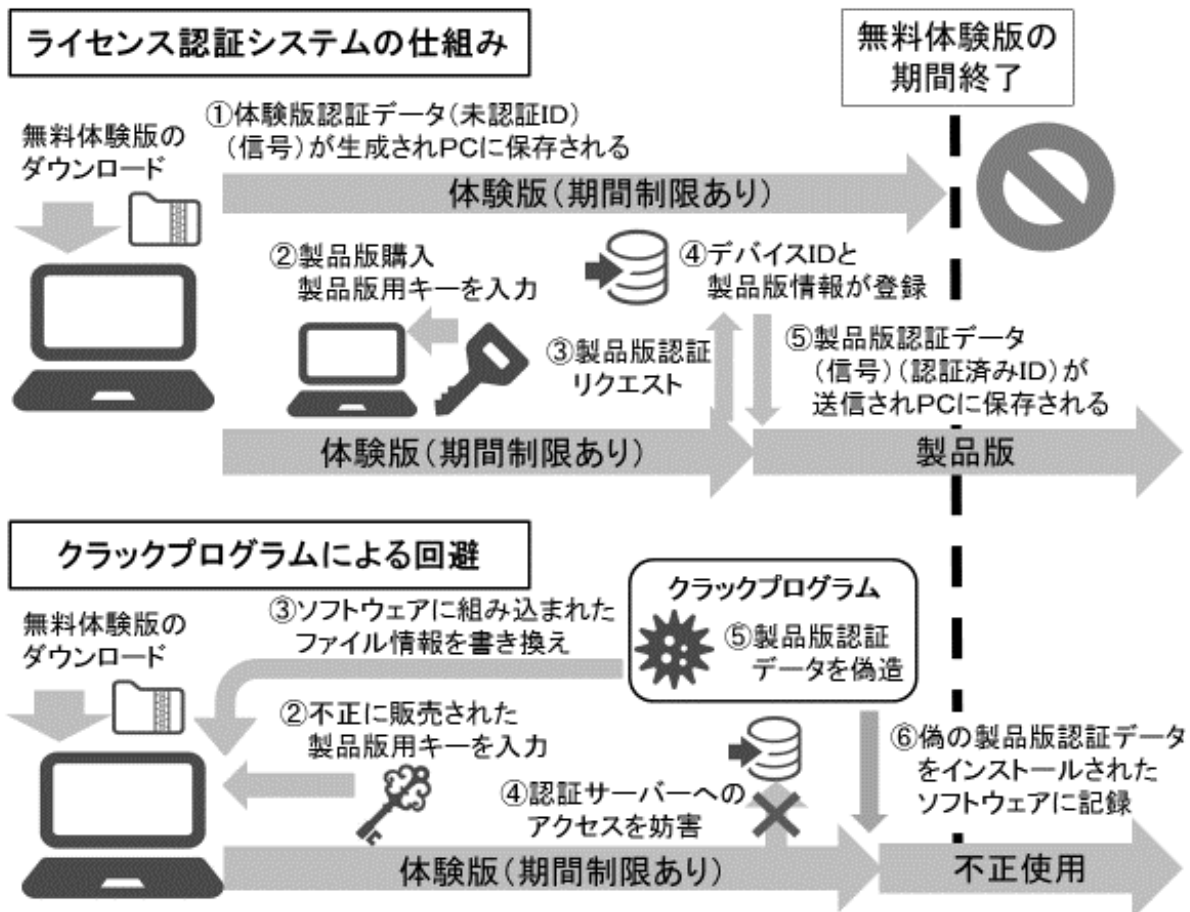 ライセンス認証システムの仕組み
無料体験版の
期間終了
無料体験版の
ダウンロード
①体験版認証データ(未認証ID)
(信号)が生成されPCに保存される
体験版(期間制限あり)
②製品版購入
製品版用キーを入力
③製品版認証
リクエスト
④デバイスIDと
製品版情報が登録
⑤製品版認証データ
(信号)(認証済みID)が
送信されPCに保存される
体験版(期間制限あり)
製品版
クラックプログラムによる回避
無料体験版の
ダウンロード
③ソフトウェアに組み込まれた
ファイル情報を書き換え
クラックプログラム
⑤製品版認証
データを偽造
②不正に販売された
製品版用キーを入力
④認証サーバーへの
アクセスを妨害
⑥偽の製品版認証データ
をインストールされた
ソフトウェアに記録
体験版(期間制限あり)
不正使用